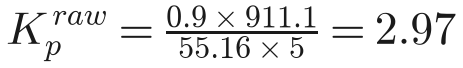 K_p^{raw} = \frac{0.9 \times 911.1}{55.16 \times 5} = 2.97